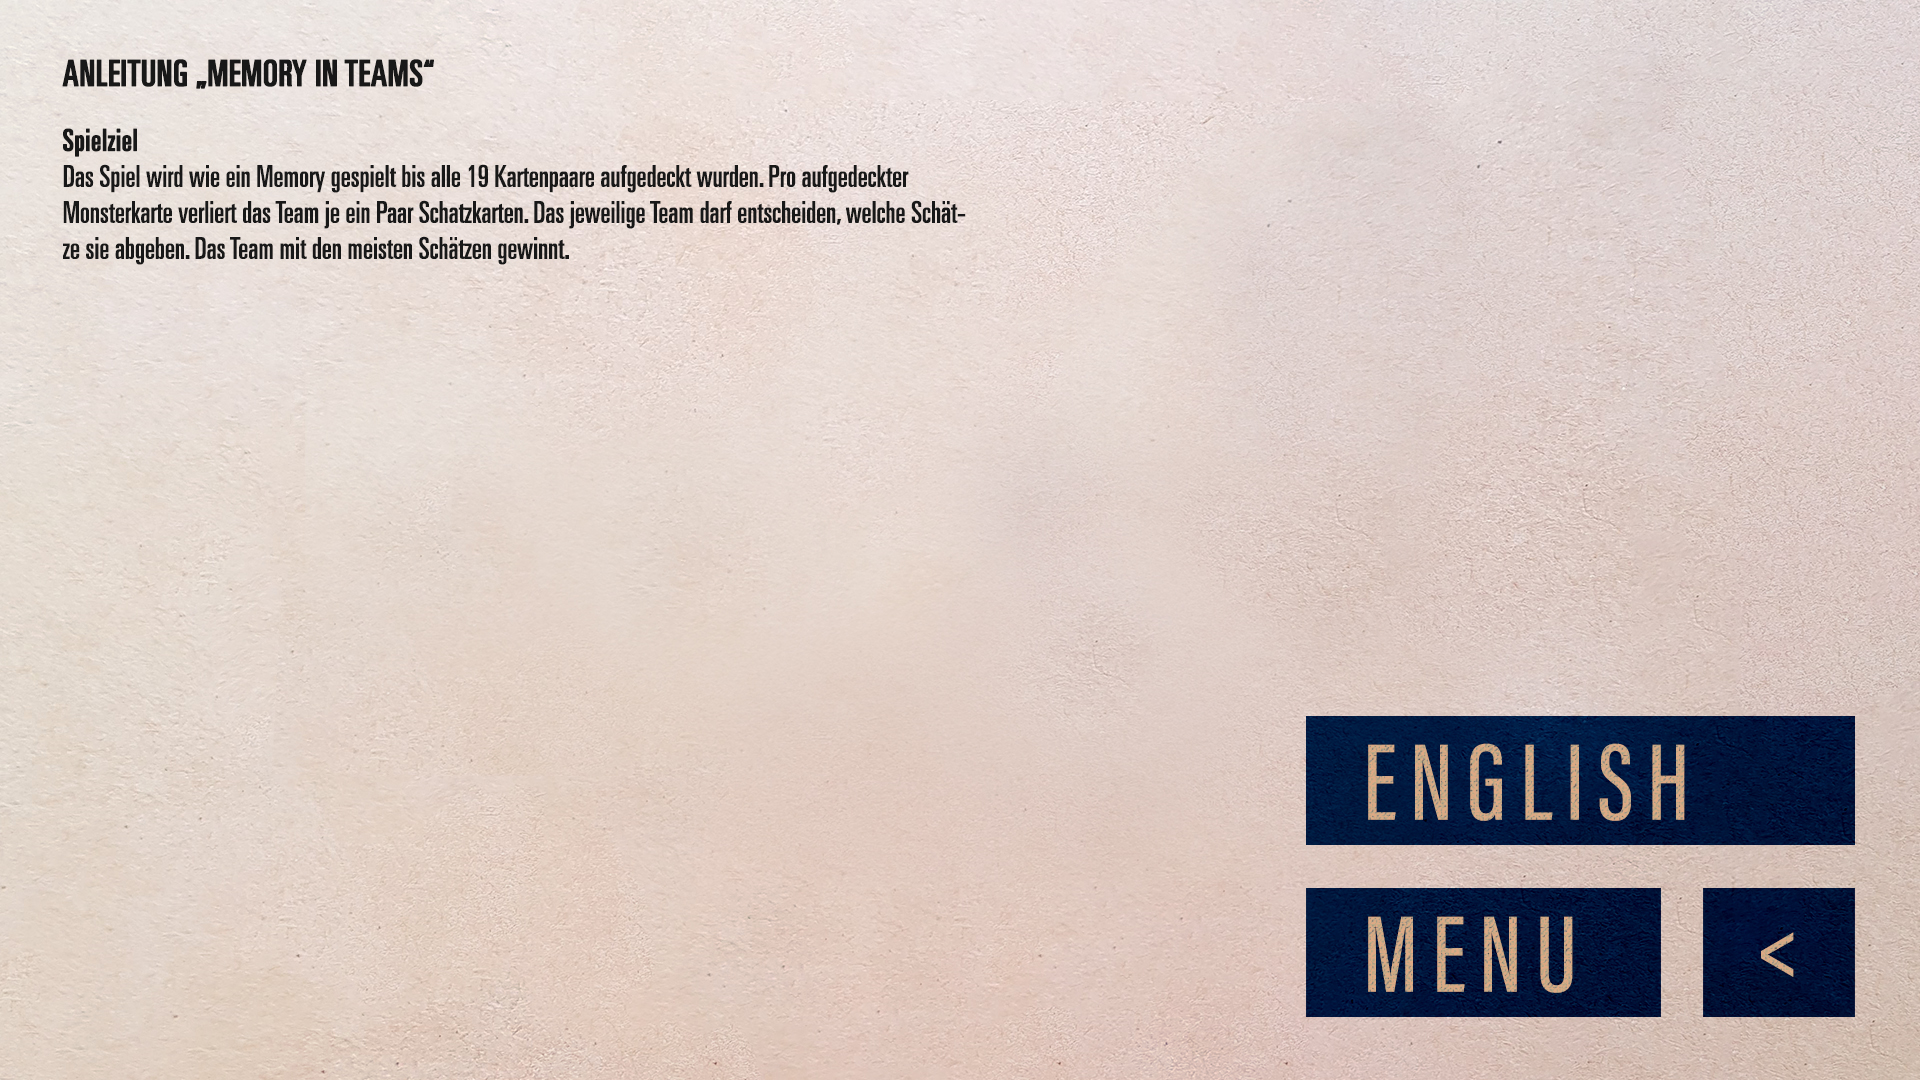 ANLEITUNG „MEMORY IN TEAMS“
Spielziel
Das Spiel wird wie ein Memory gespielt bis alle 19 Kartenpaare aufgedeckt wurden. Pro aufgedeckter
Monsterkarte verliert das Team je ein Paar Schatzkarten. Das jeweilige Team darf entscheiden, welche Schät-
ze sie abgeben. Das Team mit den meisten Schätzen gewinnt.
ENGLISH
MENU <